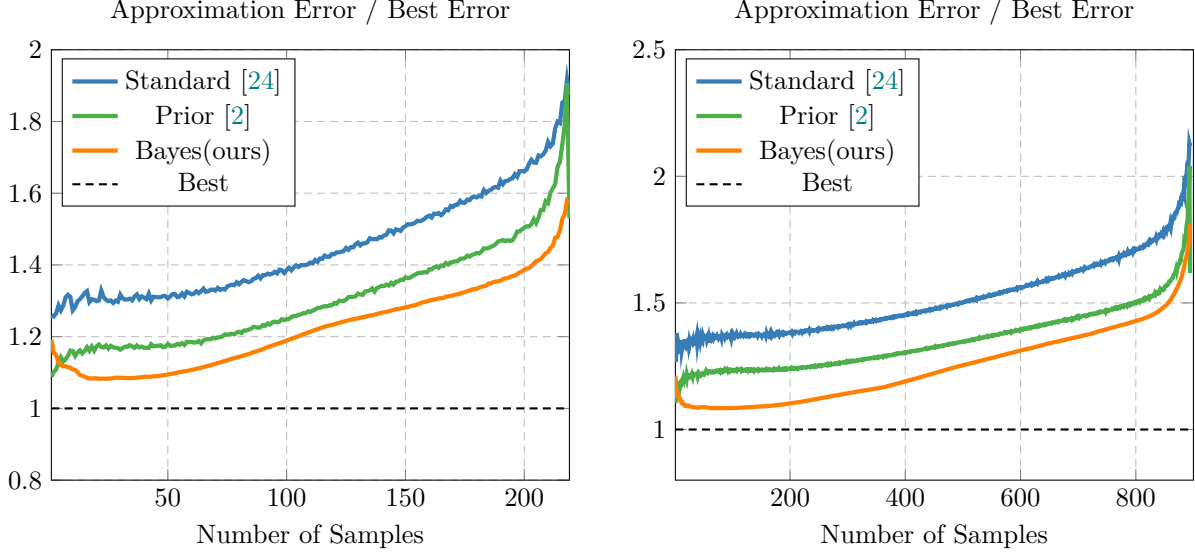 Approximation Error / Best Error
2
1.8
1.6
1.4
1.2
1
0.8
Standard [24]
Prior [2]
Bayes(ours)
Best
50
100
150
200
Number of Samples
Approximation Error / Best Error
2.5
2
1.5
1
Standard [24]
Prior [2]
Bayes(ours)
Best
200
400
600
800
Number of Samples